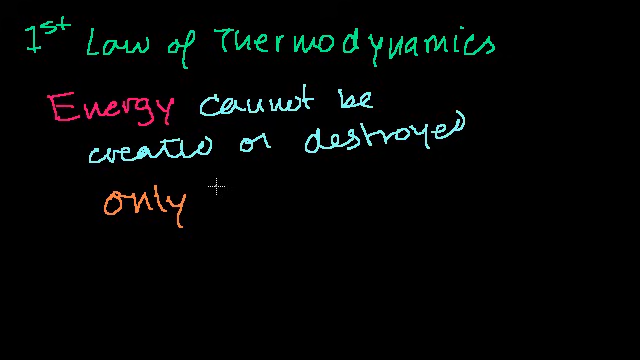 1st Law of Thermodynamics
Energy cannot be
created or destroyed
only